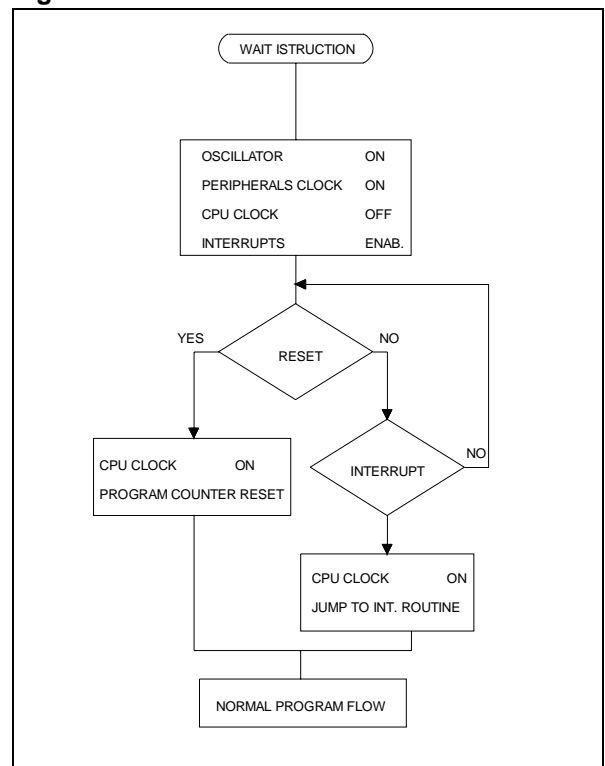 WAIT ISTRUCTION
OSCILLATOR ON
PERIPHERALS CLOCK ON
CPU CLOCK OFF
INTERRUPTS ENAB.
YES
NO
RESET
CPU CLOCK ON
PROGRAM COUNTER RESET
INTERRUPT
NO
CPU CLOCK ON
JUMP TO INT. ROUTINE
NORMAL PROGRAM FLOW